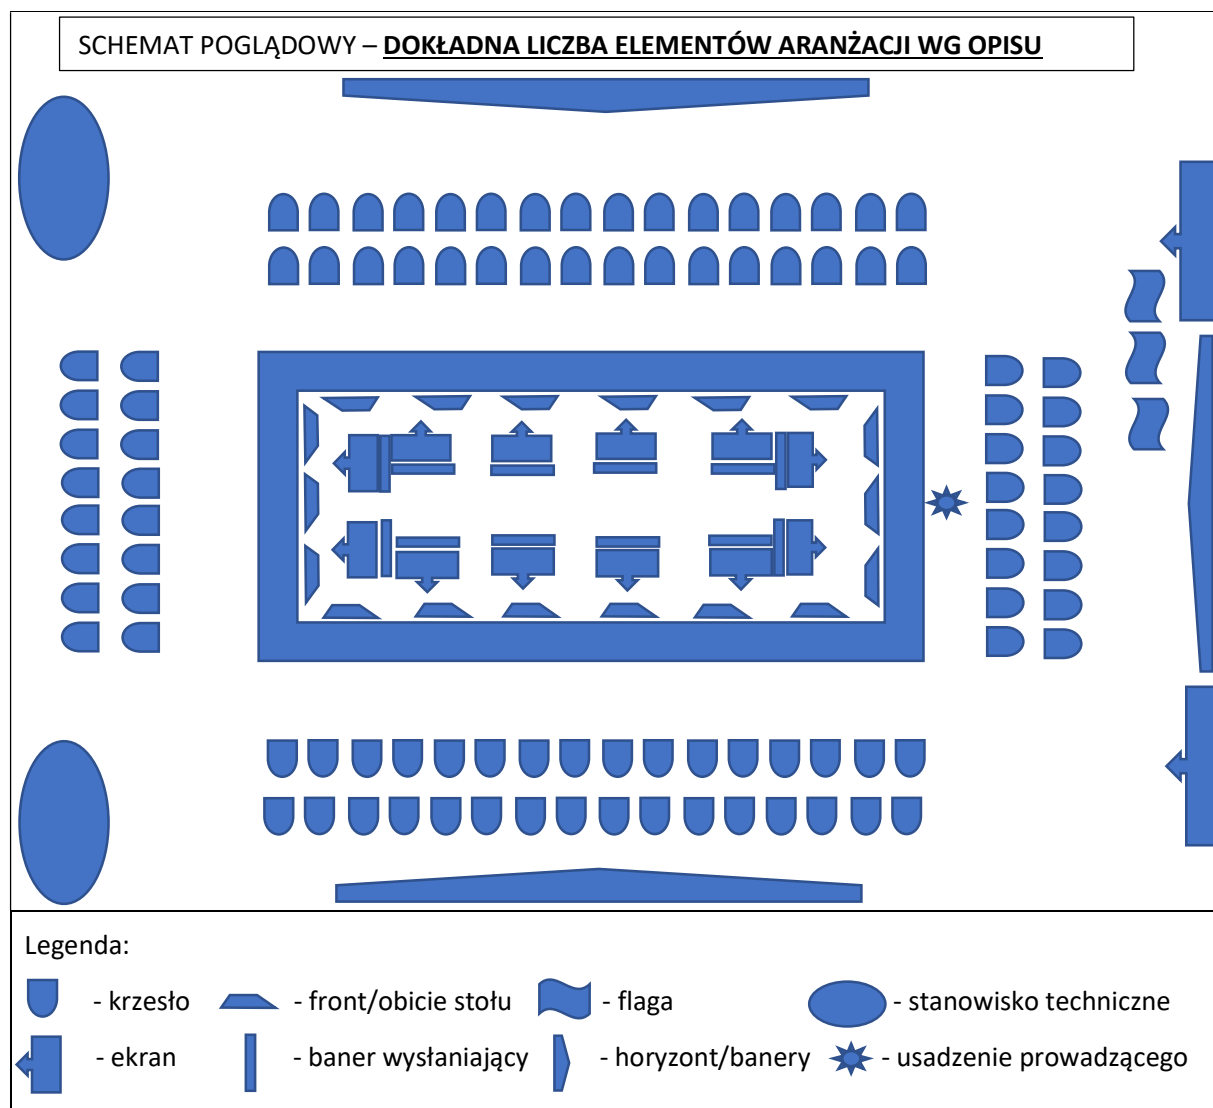 SCHEMAT POGLĄDOWY – DOKŁADNA LICZBA ELEMENTÓW ARANŻACJI WG OPISU
Legenda:
- krzesło - front/obicie stołu - flaga - stanowisko techniczne
- ekran - baner wysłaniający - horyzont/banery - usadzenie prowadzącego